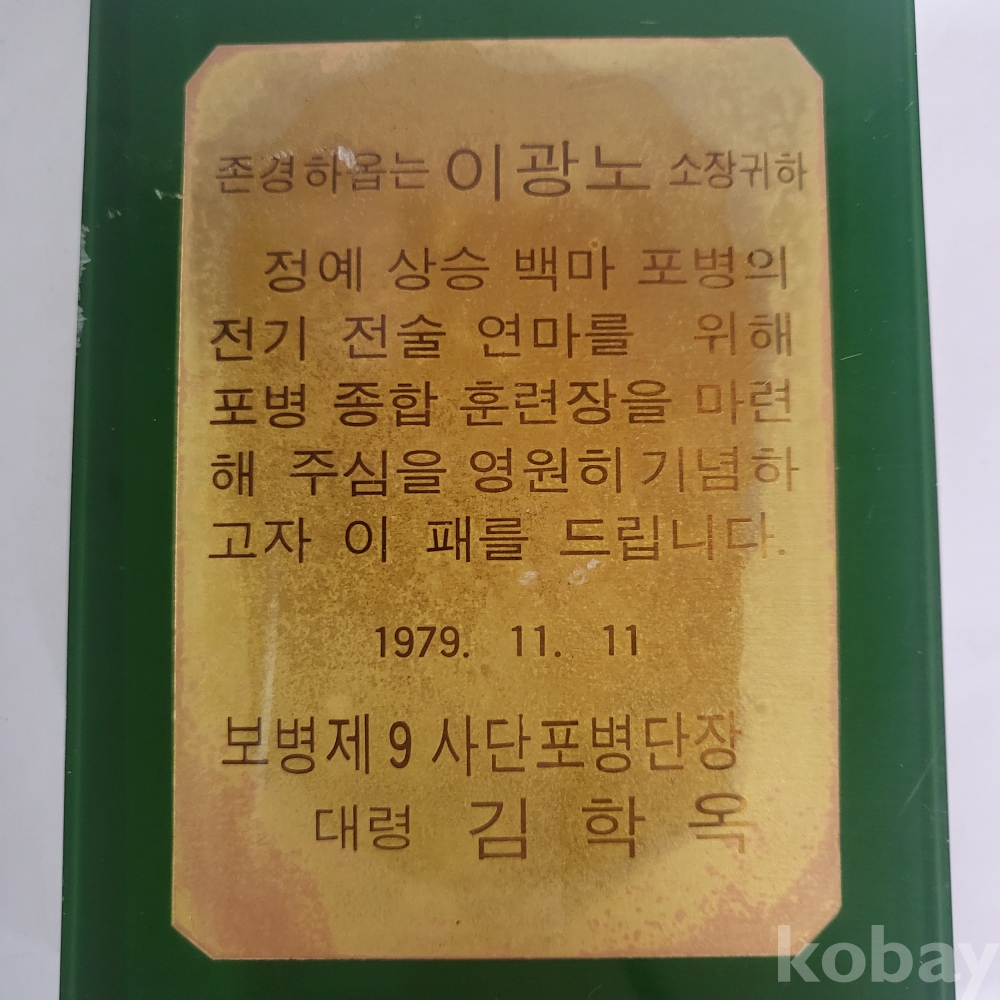 존경하옵는 이광노 소장귀하
정예 상승 백마 포병의
전기 전술 연마를 위해
포병 종합 훈련장을 마련
해 주심을 영원히 기념하
고자 이 패를 드립니다.
1979. 11. 11
보병제9사단포병단장
대령 김 학 옥
kobay